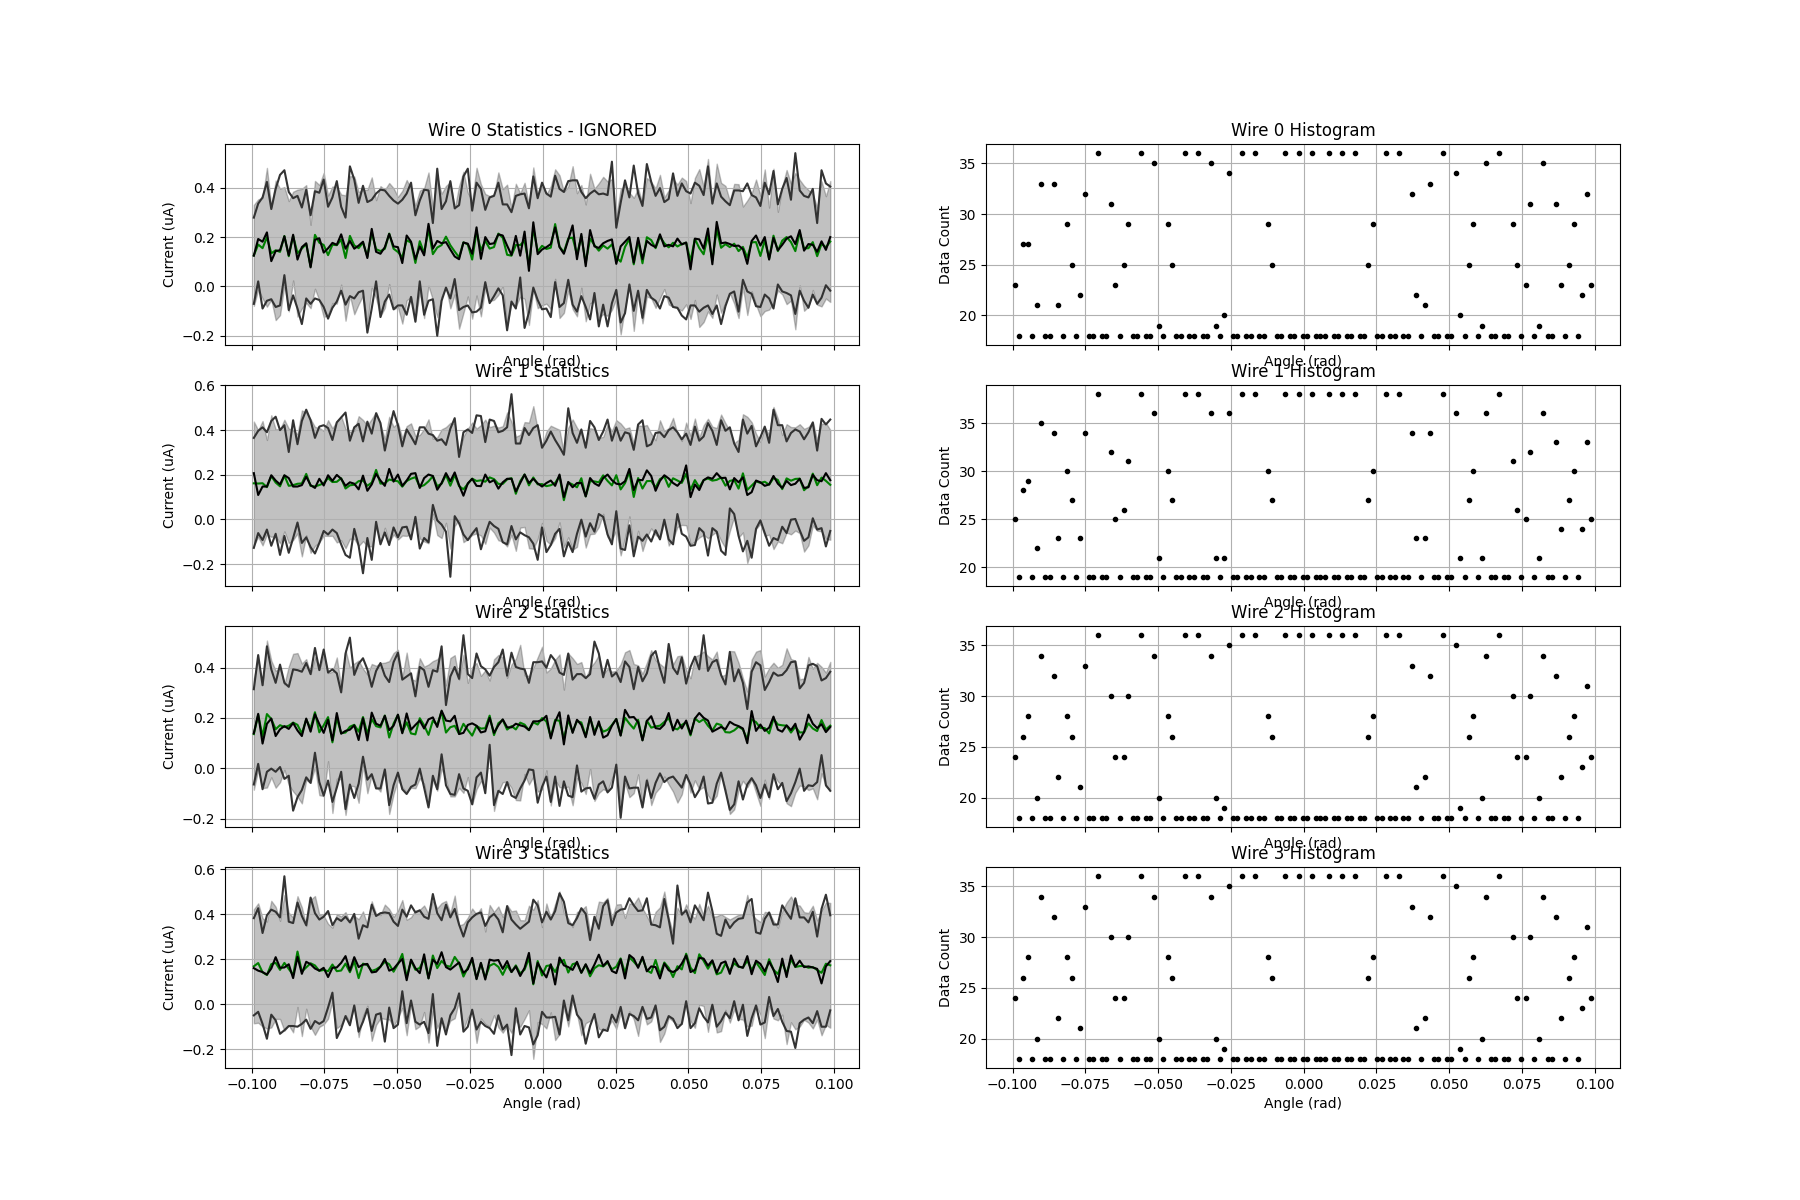 Wire 0 Statistics - IGNORED
Current (uA)
0.4
0.2
0.0
−0.2
Angle (rad)
Wire 0 Histogram
Data Count
35
30
25
20
Angle (rad)
Wire 1 Statistics
Current (uA)
0.6
0.4
0.2
0.0
−0.2
Angle (rad)
Wire 1 Histogram
Data Count
35
30
25
20
Angle (rad)
Wire 2 Statistics
Current (uA)
0.4
0.2
0.0
−0.2
Angle (rad)
Wire 2 Histogram
Data Count
35
30
25
20
Angle (rad)
Wire 3 Statistics
Current (uA)
0.6
0.4
0.2
0.0
−0.2
−0.100 −0.075 −0.050 −0.025 0.000 0.025 0.050 0.075 0.100
Angle (rad)
Wire 3 Histogram
Data Count
35
30
25
20
−0.100 −0.075 −0.050 −0.025 0.000 0.025 0.050 0.075 0.100
Angle (rad)